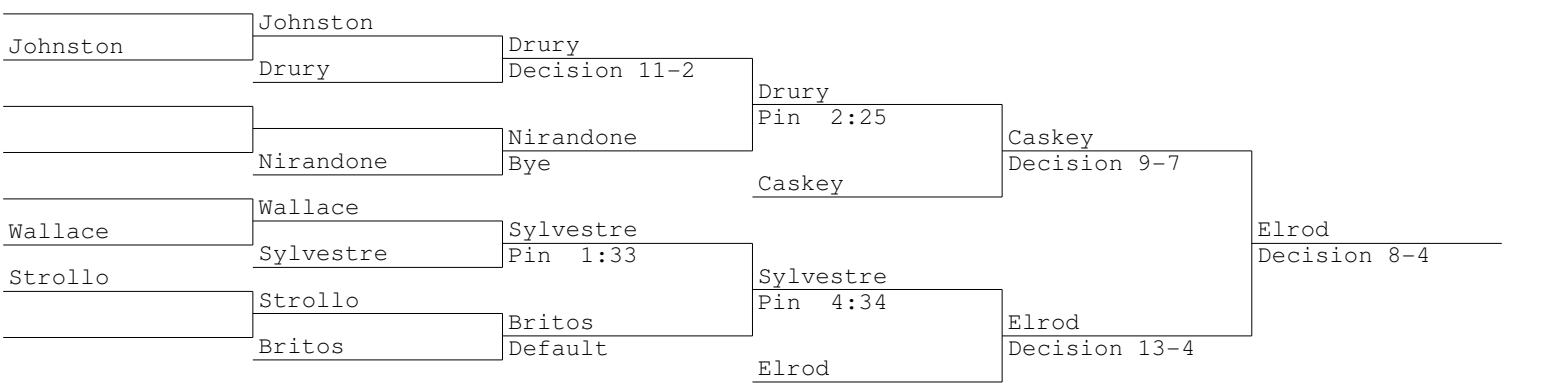 Johnston
Johnston
Drury
Drury
Decision 11-2
Nirandone
Nirandone
Bye
Drury
Pin 2:25
Caskey
Caskey
Decision 9-7
Wallace
Wallace
Sylvestre
Sylvestre
Pin 1:33
Strollo
Strollo
Britos
Britos
Default
Sylvestre
Pin 4:34
Elrod
Elrod
Decision 13-4
Elrod
Decision 8-4